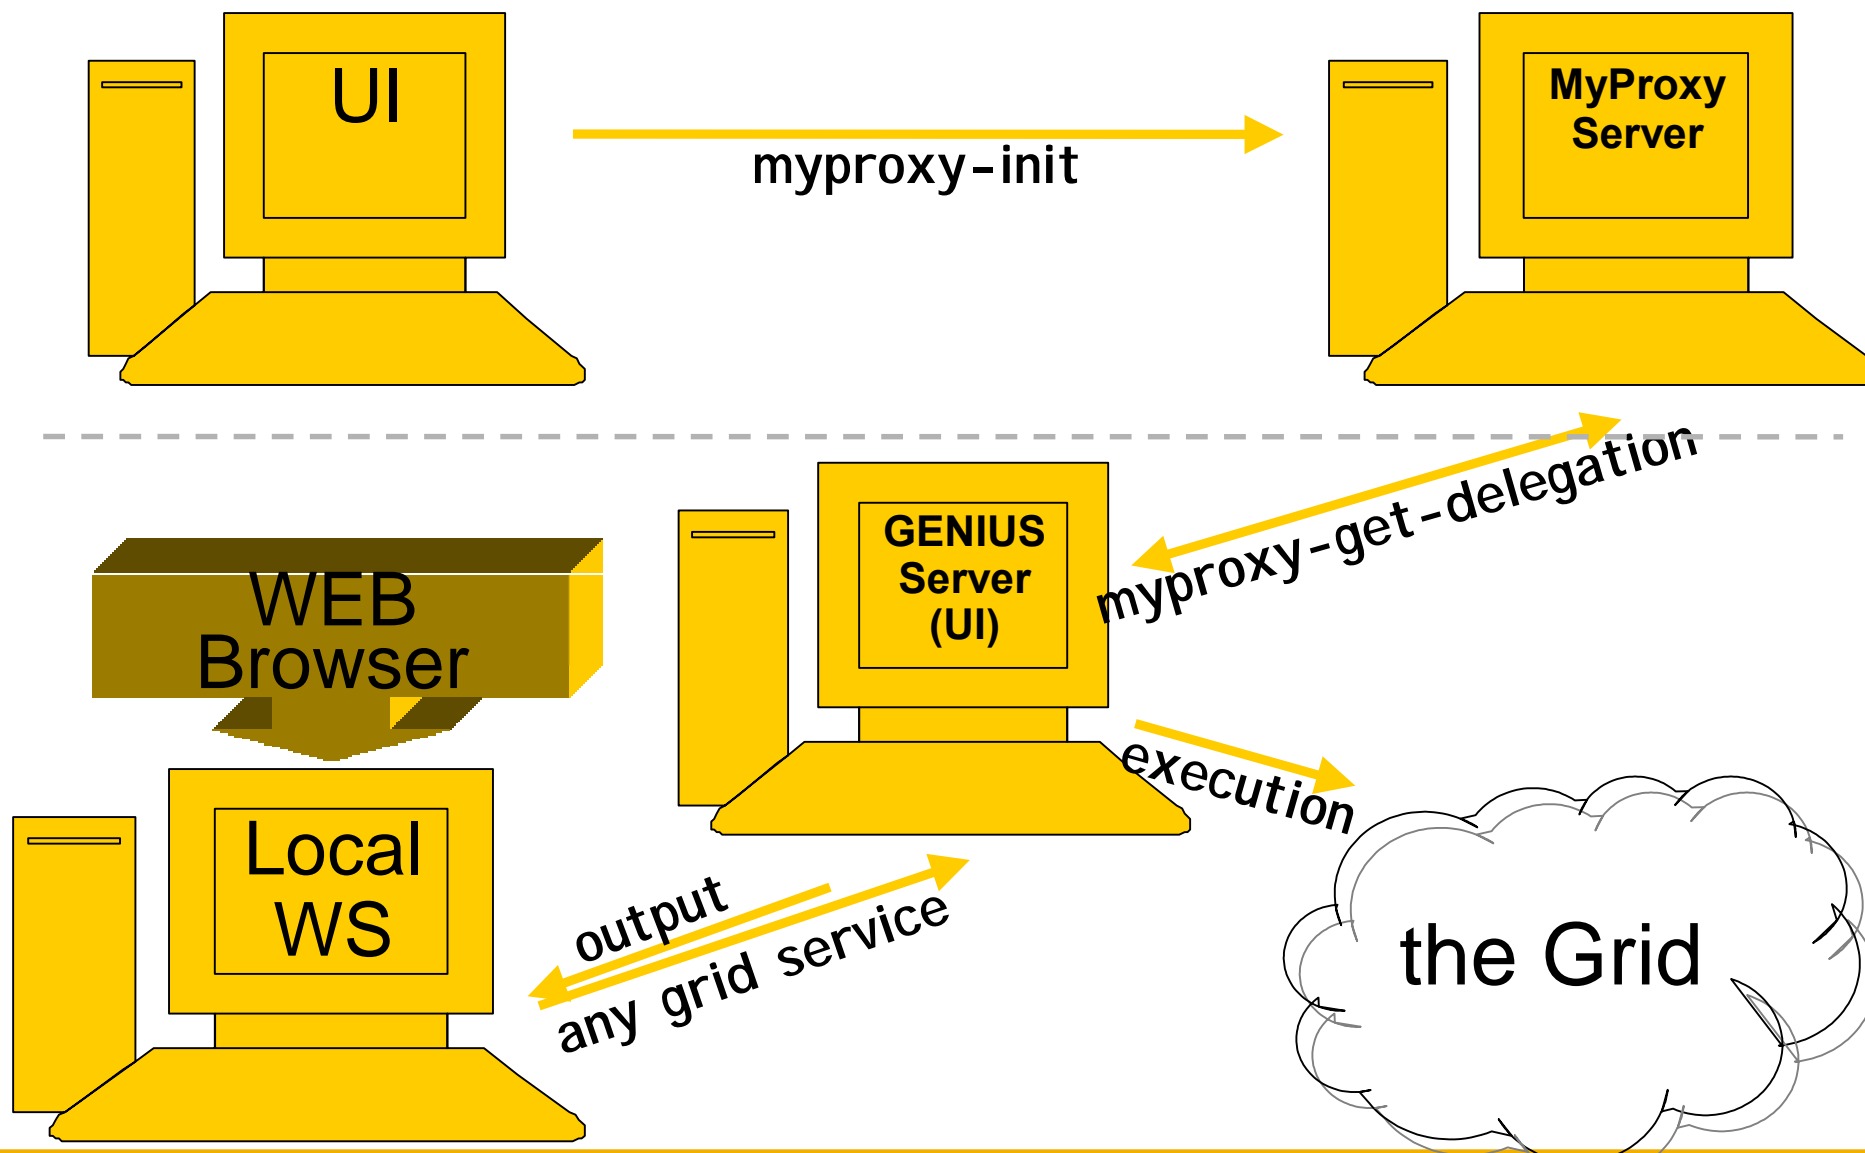 UI
MyProxy
Server
myproxy-init
myproxy-get-delegation
GENIUS
Server
(UI)
WEB
Browser
execution
Local
WS
output
any grid service
the Grid